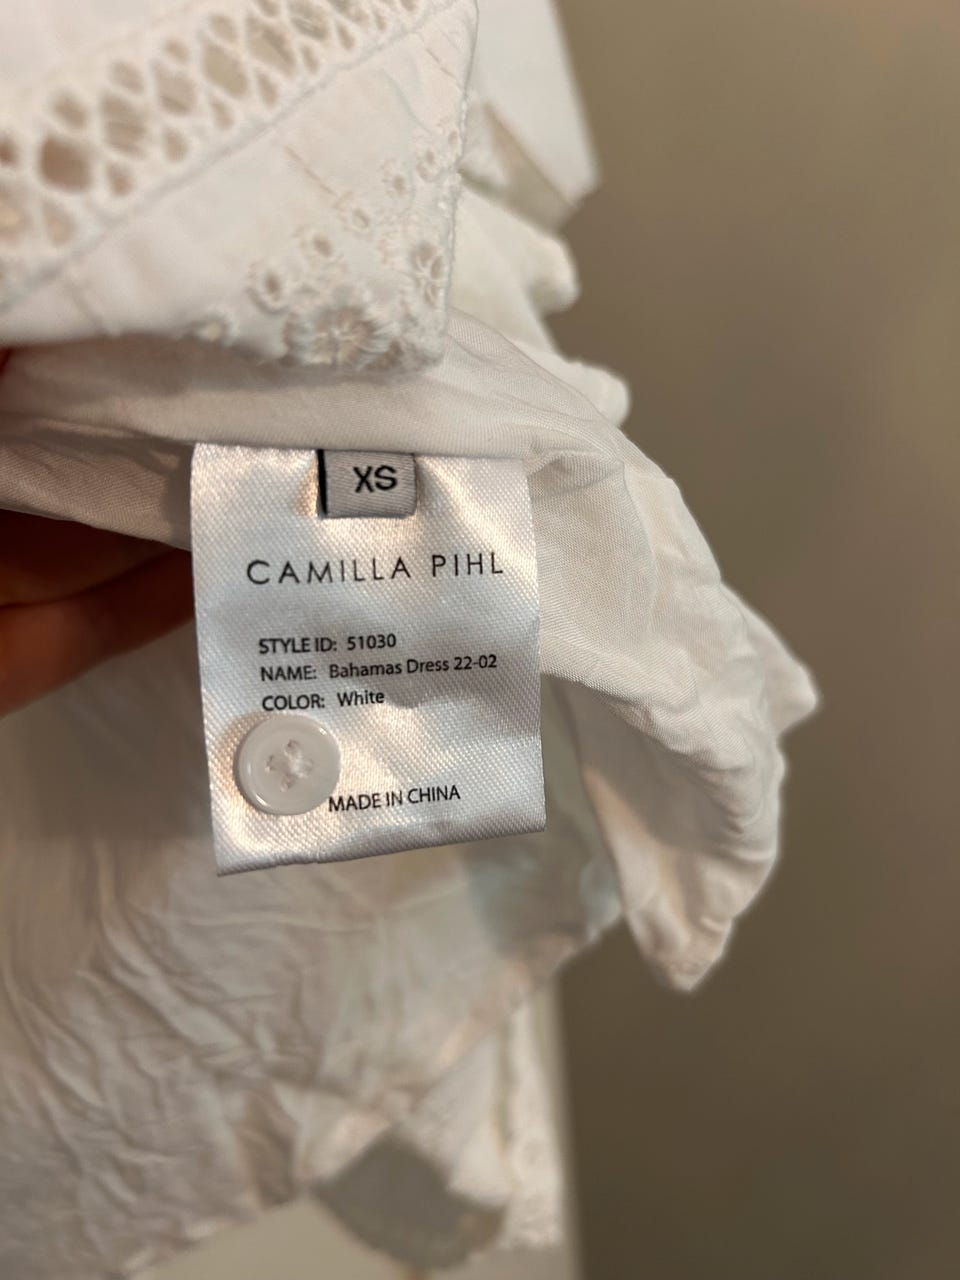 XS
CAMILLA PIHL
STYLE ID: 51030
NAME: Bahamas Dress 22-02
COLOR: White
MADE IN CHINA